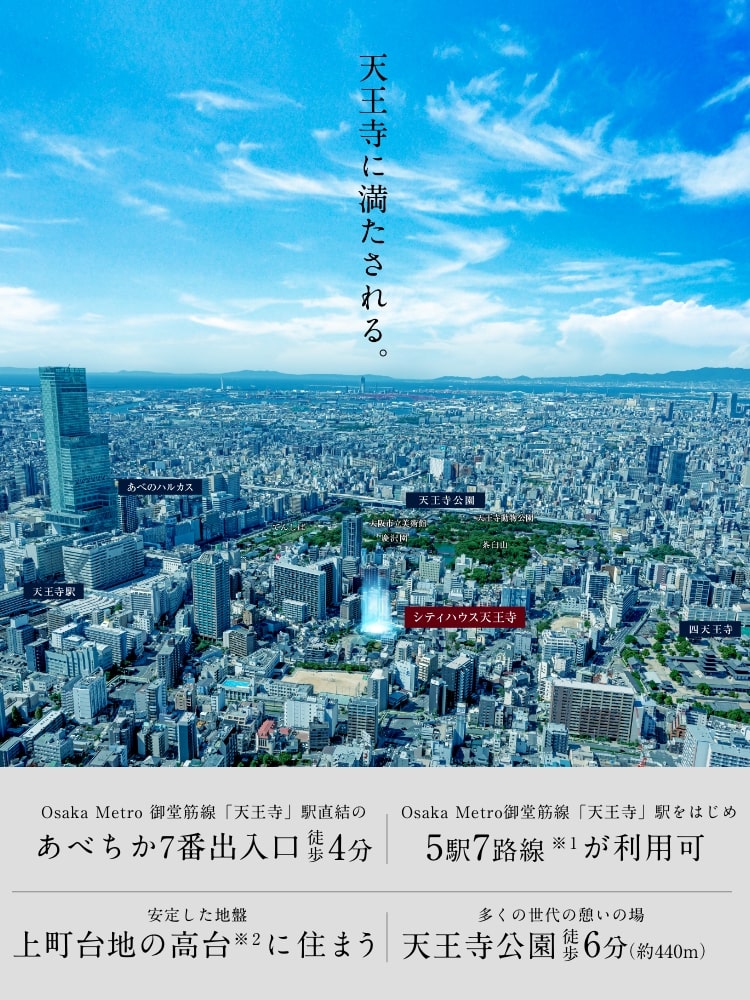 天王寺に満たされる。
あべのハルカス
天王寺公園
てんしば
大阪市立美術館
天王寺動物公園
慶沢園
茶臼山
天王寺駅
シティハウス天王寺
四天王寺
Osaka Metro 御堂筋線「天王寺」駅直結の
あべちか7番出入口 徒歩 4分
Osaka Metro御堂筋線「天王寺」駅をはじめ
5駅7路線※1が利用可
安定した地盤
上町台地の高台※2に住まう
多くの世代の憩いの場
天王寺公園 徒歩 6分(約440m)